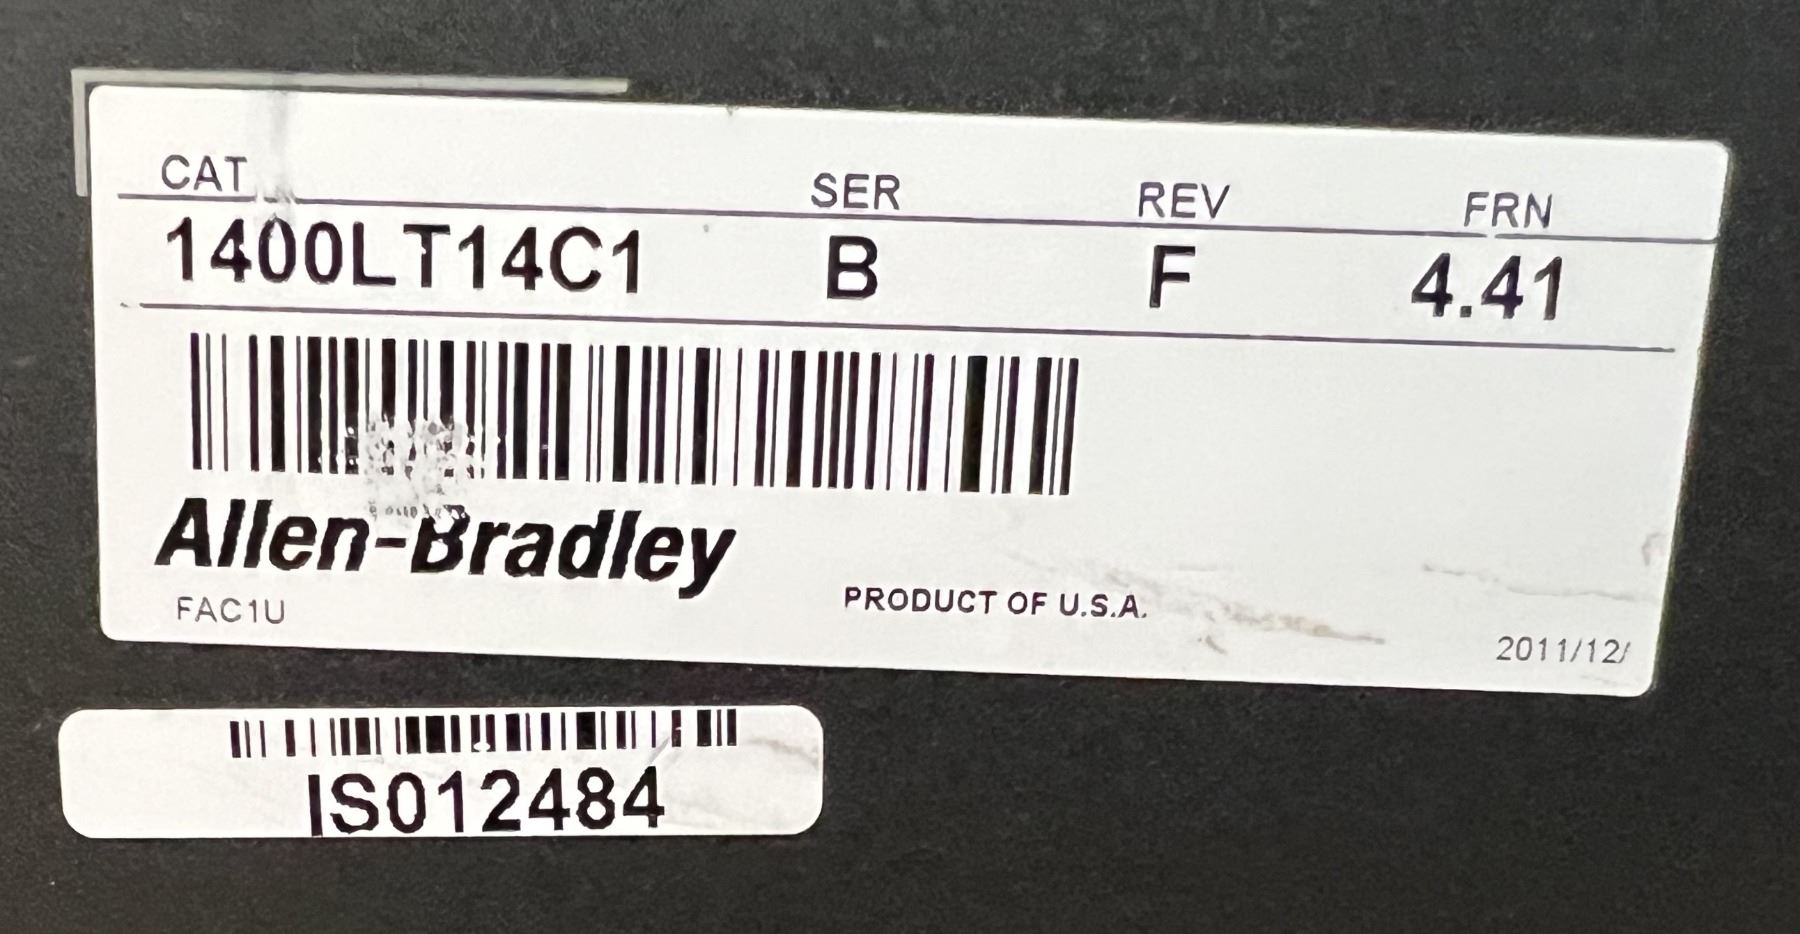 CAT SER REV FRN
1400LT14C1 B F 4.41
Allen-Bradley
FAC1U PRODUCT OF U.S.A. 2011/12/
IS012484